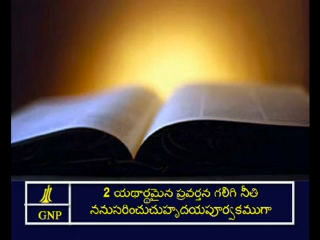 2 యథార్థమైన ప్రవర్తన గలిగి నీతి
ననుసరించుచుహృదయపూర్వకముగా
GNP